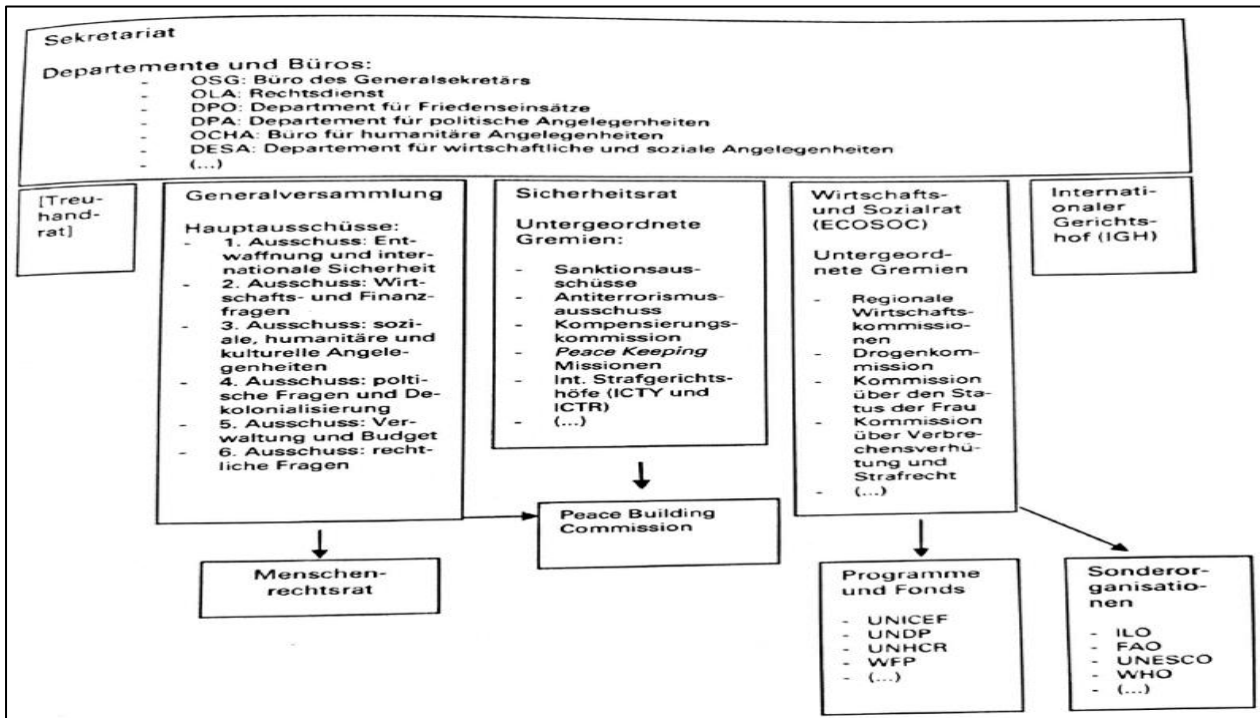 Sekretariat
Departemente und Büros:
- OSG: Büro des Generalsekretärs
- OLA: Rechtsdienst
- DPO: Department für Friedenseinsätze
- DPA: Departement für politische Angelegenheiten
- OCHA: Büro für humanitäre Angelegenheiten
- DESA: Departement für wirtschaftliche und soziale Angelegenheiten
- (...)
[Treu-
hand-
rat]
Generalversammlung
Hauptausschüsse:
- 1. Ausschuss: Ent-
waffnung und inter-
nationale Sicherheit
- 2. Ausschuss: Wirt-
schafts- und Finanz-
fragen
- 3. Ausschuss: sozi-
ale, humanitäre und
kulturelle Angele-
genheiten
- 4. Ausschuss: polti-
sche Fragen und De-
kolonialisierung
- 5. Ausschuss: Ver-
waltung und Budget
- 6. Ausschuss: recht-
liche Fragen
Sicherheitsrat
Untergeordnete
Gremien:
- Sanktionsaus-
schüsse
- Antiterrorismus-
ausschuss
- Kompensierungs-
kommission
- Peace Keeping
Missionen
- Int. Strafgerichts-
höfe (ICTY und
ICTR)
- (...)
Wirtschafts-
und Sozialrat
(ECOSOC)
Untergeord-
nete Gremien
- Regionale
Wirtschafts-
kommissio-
nen
- Drogenkom-
mission
- Kommission
über den Sta-
tus der Frau
- Kommission
über Verbre-
chensverhü-
tung und
Strafrecht
- (...)
Internati-
onaler
Gerichts-
hof (IGH)
Peace Building
Commission
Menschen-
rechtsrat
Programme
und Fonds
- UNICEF
- UNDP
- UNHCR
- WFP
- (...)
Sonderor-
ganisatio-
nen
- ILO
- FAO
- UNESCO
- WHO
- (...)